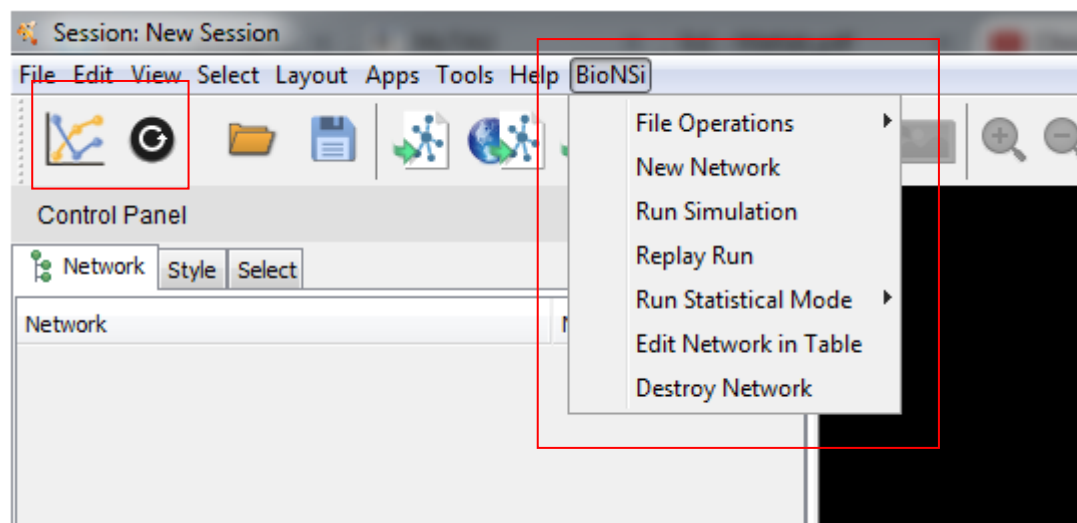 Session: New Session
File Edit View Select Layout Apps Tools Help BioNSi
File Operations
New Network
Run Simulation
Replay Run
Run Statistical Mode
Edit Network in Table
Destroy Network
Control Panel
Network Style Select
Network